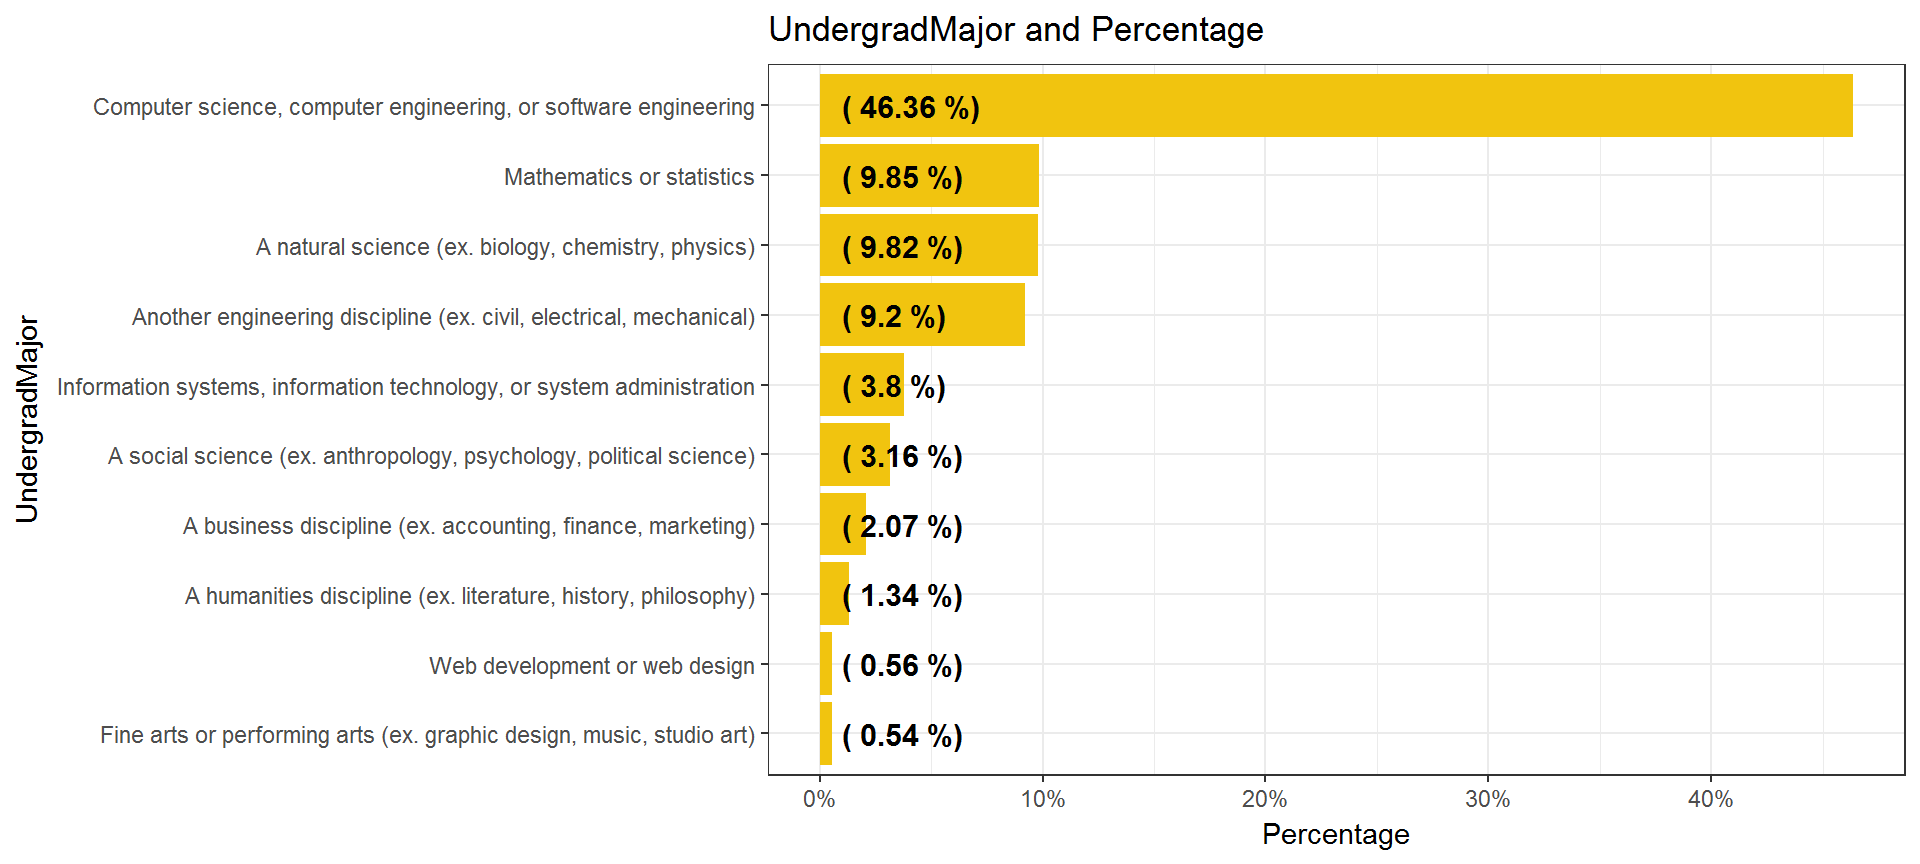 UndergradMajor and Percentage
Computer science, computer engineering, or software engineering ( 46.36 %)
Mathematics or statistics ( 9.85 %)
A natural science (ex. biology, chemistry, physics) ( 9.82 %)
Another engineering discipline (ex. civil, electrical, mechanical) ( 9.2 %)
Information systems, information technology, or system administration ( 3.8 %)
A social science (ex. anthropology, psychology, political science) ( 3.16 %)
A business discipline (ex. accounting, finance, marketing) ( 2.07 %)
A humanities discipline (ex. literature, history, philosophy) ( 1.34 %)
Web development or web design ( 0.56 %)
Fine arts or performing arts (ex. graphic design, music, studio art) ( 0.54 %)
UndergradMajor
0% 10% 20% 30% 40%
Percentage